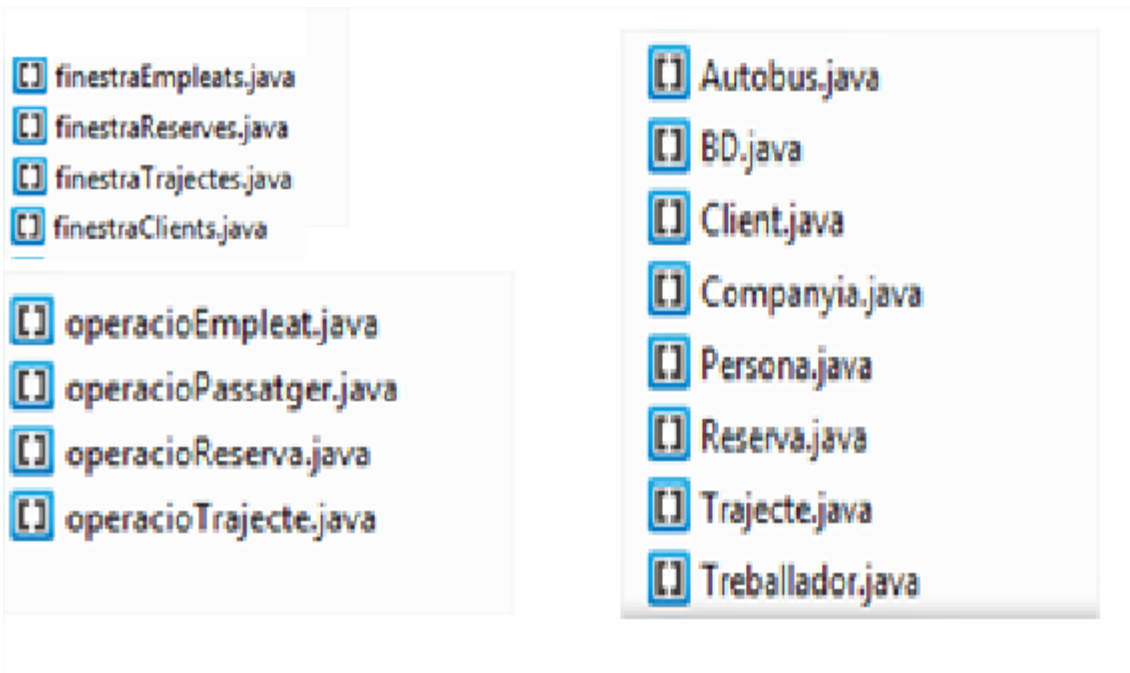 finestraEmpleats.java
finestraReserves.java
finestraTrajectes.java
finestraClients.java
operacioEmpleat.java
operacioPassatger.java
operacioReserva.java
operacioTrajecte.java
Autobus.java
BD.java
Client.java
Companyia.java
Persona.java
Reserva.java
Trajecte.java
Treballador.java